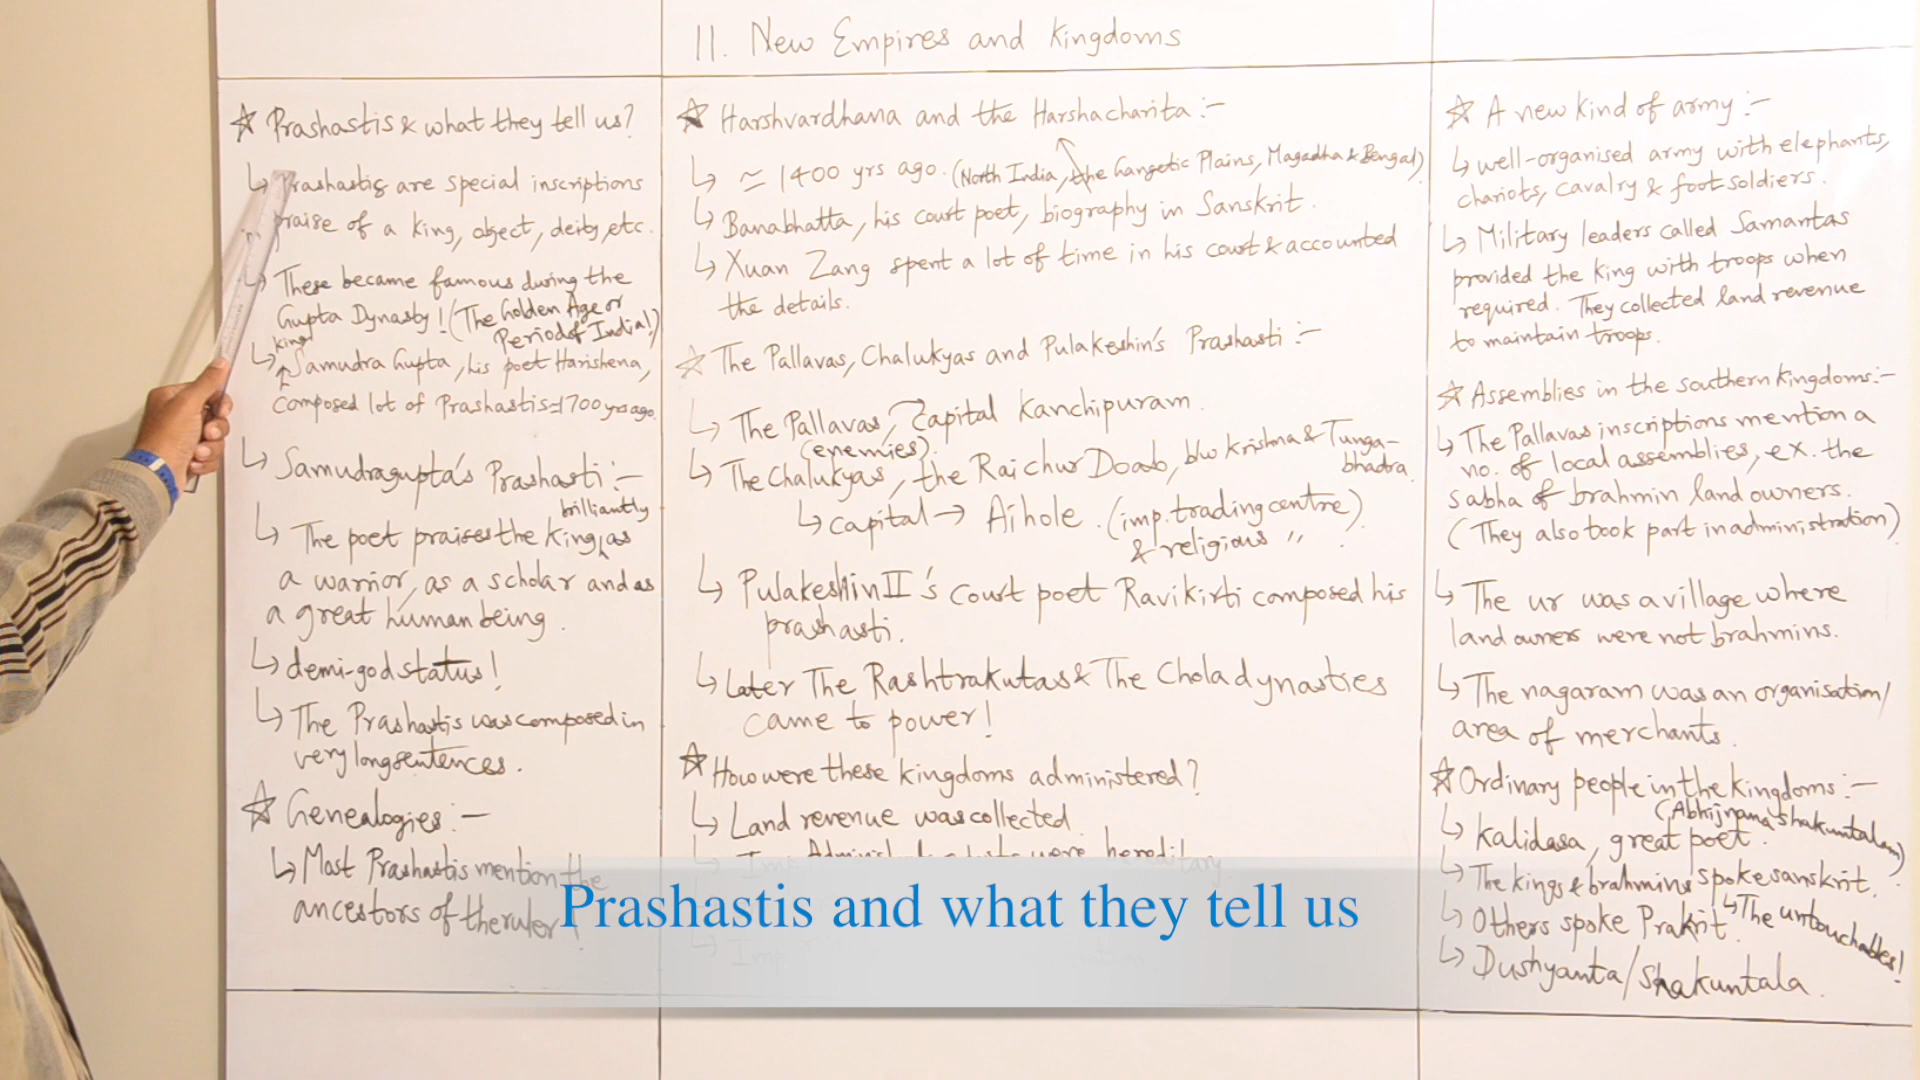 11. New Empires and Kingdoms
☆ Prashastis & what they tell us?
↳ Prashastis are special inscriptions
in praise of a king, object, deity, etc.
↳ These became famous during the
Gupta Dynasty! (The Golden Age or
Period of India!)
king
↳ Samudra Gupta, his poet Harishena,
composed lot of Prashastis ≃ 1700 yrs ago.
↳ Samudragupta's Prashasti :-
brilliantly
↳ The poet praises the king, as
a warrior, as a scholar and as
a great human being.
↳ demi-god status!
↳ The Prashastis was composed in
very long sentences.
☆ Genealogies :-
↳ Most Prashastis mention the
ancestors of the ruler!
★ Harshvardhana and the Harshacharita :-
↳ ≃ 1400 yrs ago. (North India, the Gangetic Plains, Magadha & Bengal)
↳ Banabhatta, his court poet, biography in Sanskrit.
↳ Xuan Zang spent a lot of time in his court & accounted
the details.
☆ The Pallavas, Chalukyas and Pulakeshin's Prashasti :-
↳ The Pallavas, capital Kanchipuram.
(enemies)
↳ The Chalukyas, the Raichur Doab, b/w Krishna & Tunga-
bhadra.
↳ capital → Aihole. (imp. trading centre)
& religious "
↳ Pulakeshin II's court poet Ravikirti composed his
prashasti.
↳ Later The Rashtrakutas & The Chola dynasties
came to power!
☆ How were these kingdoms administered?
↳ Land revenue was collected.
were hereditary
↳ Imp
☆ A new kind of army :-
↳ well-organised army with elephants,
chariots, cavalry & foot soldiers.
↳ Military leaders called Samantas
provided the king with troops when
required. They collected land revenue
to maintain troops.
☆ Assemblies in the southern kingdoms:-
↳ The Pallavas inscriptions mention a
no. of local assemblies, ex. the
sabha of brahmin land owners.
(They also took part in administration)
↳ The ur was a village where
land owners were not brahmins.
↳ The nagaram was an organisation/
area of merchants.
☆ Ordinary people in the kingdoms :-
(Abhijnana Shakuntalam)
↳ Kalidasa, great poet.
↳ The kings & brahmins spoke sanskrit.
↳ Others spoke Prakrit. ↳ The untouchables!
↳ Dushyanta/Shakuntala.
Prashastis and what they tell us